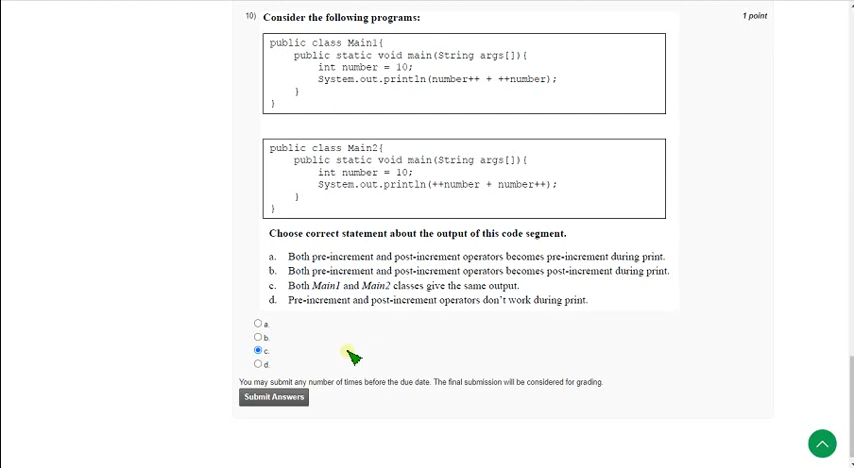 10) Consider the following programs: 1 point
public class Main1{
public static void main(String args[]){
int number = 10;
System.out.println(number++ + ++number);
}
}
public class Main2{
public static void main(String args[]){
int number = 10;
System.out.println(++number + number++);
}
}
Choose correct statement about the output of this code segment.
a. Both pre-increment and post-increment operators becomes pre-increment during print.
b. Both pre-increment and post-increment operators becomes post-increment during print.
c. Both Main1 and Main2 classes give the same output.
d. Pre-increment and post-increment operators don't work during print.
a.
b.
c.
d.
You may submit any number of times before the due date. The final submission will be considered for grading.
Submit Answers